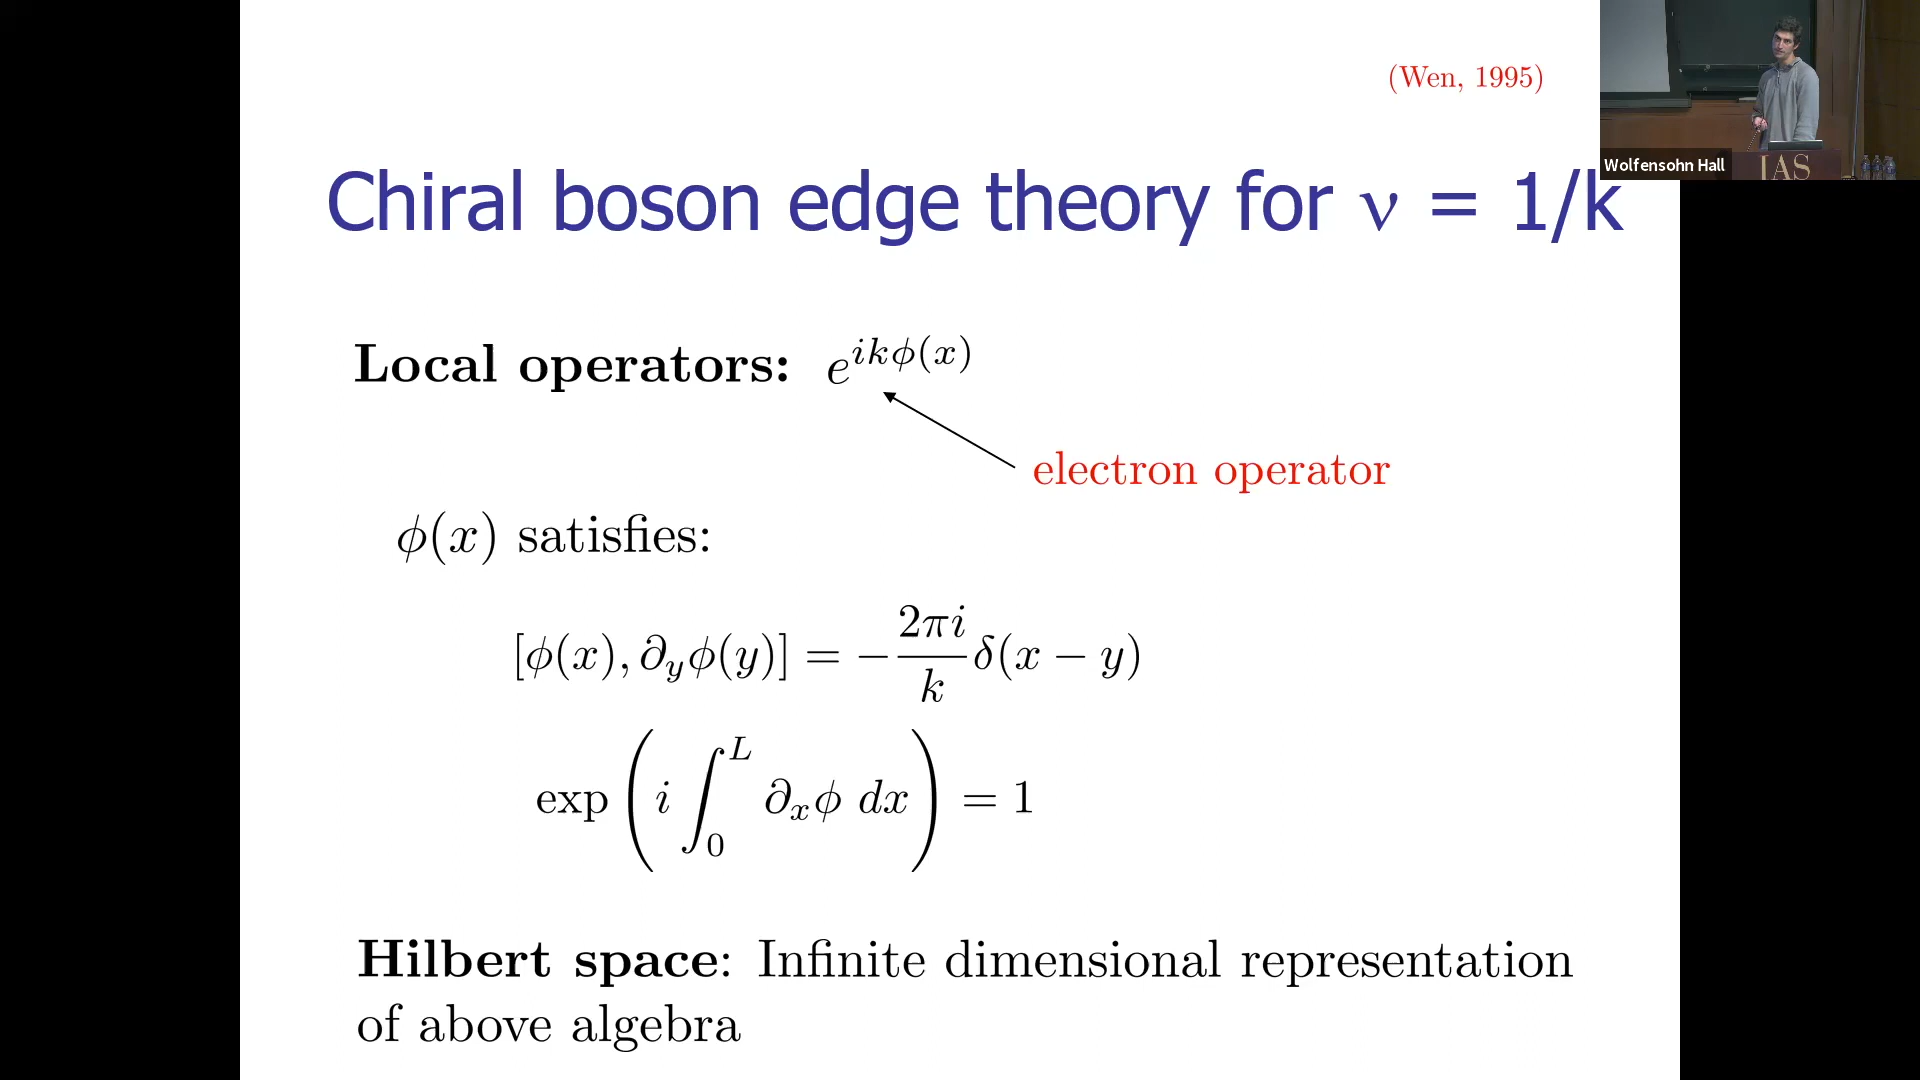 (Wen, 1995)
Wolfensohn Hall
IAS
Chiral boson edge theory for ν = 1/k
Local operators: e^{ikϕ(x)}
electron operator
ϕ(x) satisfies:
[ϕ(x), ∂_yϕ(y)] = −\frac{2πi}{k}δ(x − y)
exp(i∫_0^L ∂_xϕ dx) = 1
Hilbert space: Infinite dimensional representation
of above algebra